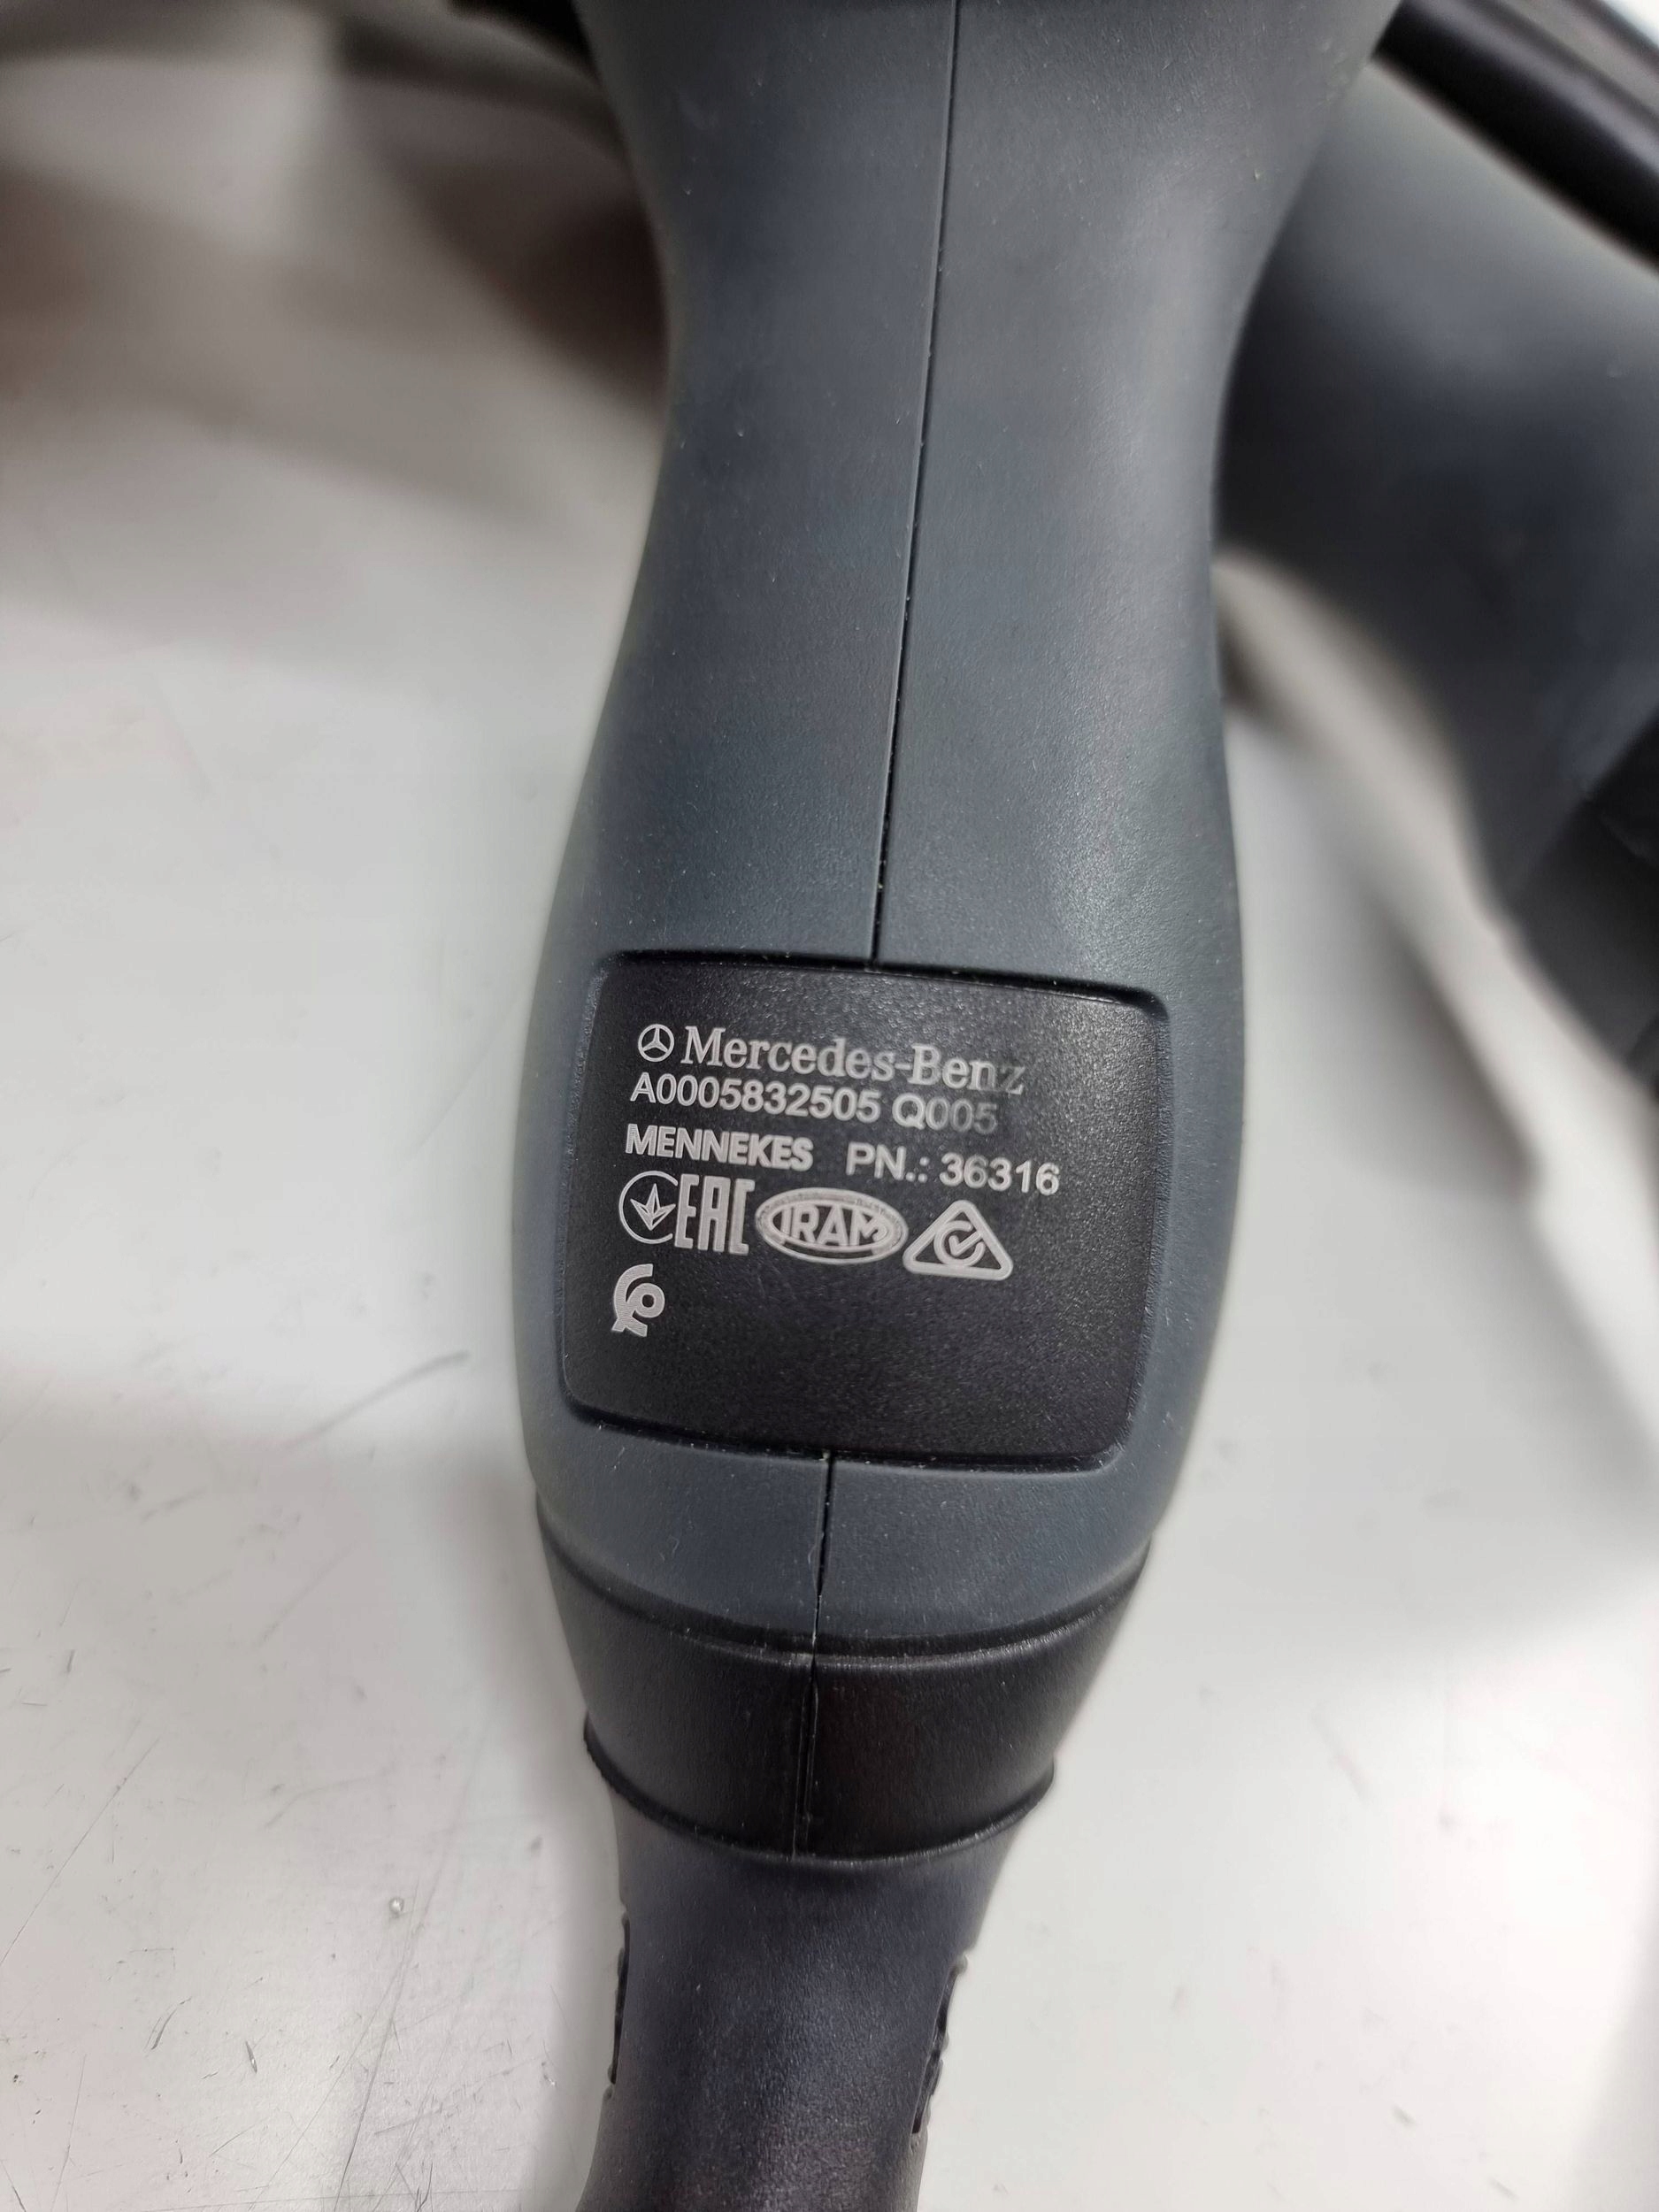 Mercedes-Benz
A0005832505 Q005
MENNEKES PN.: 36316
EAC IRAM